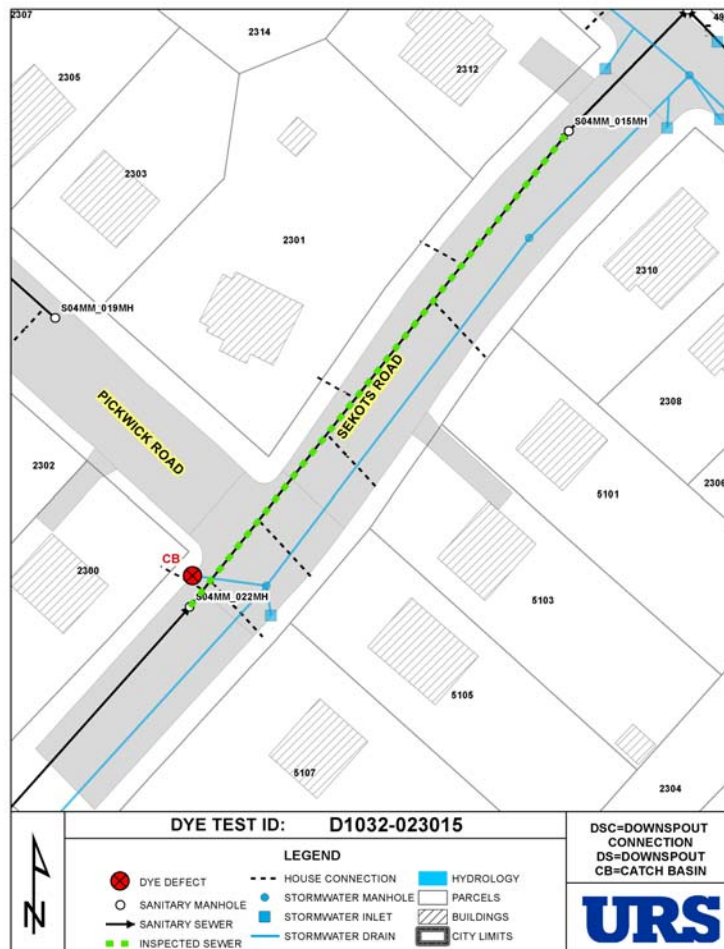 2307
2314
49
2305
2312
S04MM_015MH
2303
2301
2310
S04MM_019MH
SEKOTS ROAD
2308
PICKWICK ROAD
2302
2306
5101
CB
2300
S04MM_022MH
5103
5105
5107
2304
DYE TEST ID: D1032-023015
LEGEND
DYE DEFECT
SANITARY MANHOLE
SANITARY SEWER
INSPECTED SEWER
HOUSE CONNECTION
STORMWATER MANHOLE
STORMWATER INLET
STORMWATER DRAIN
HYDROLOGY
PARCELS
BUILDINGS
CITY LIMITS
DSC=DOWNSPOUT
CONNECTION
DS=DOWNSPOUT
CB=CATCH BASIN
N
URS